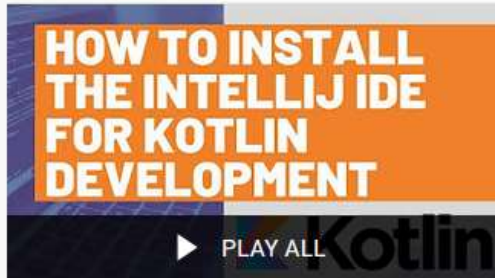 HOW TO INSTALL
THE INTELLIJ IDE
FOR KOTLIN
DEVELOPMENT
PLAY ALL
Kotlin